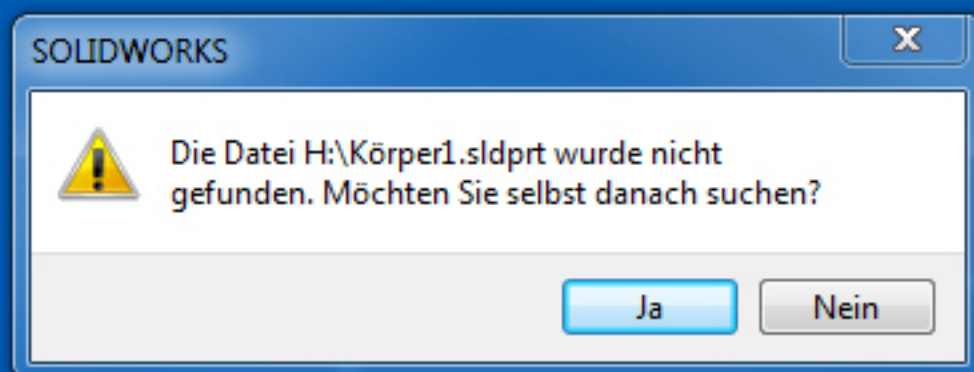 SOLIDWORKS
Die Datei H:\Körper1.sldprt wurde nicht
gefunden. Möchten Sie selbst danach suchen?
Ja
Nein